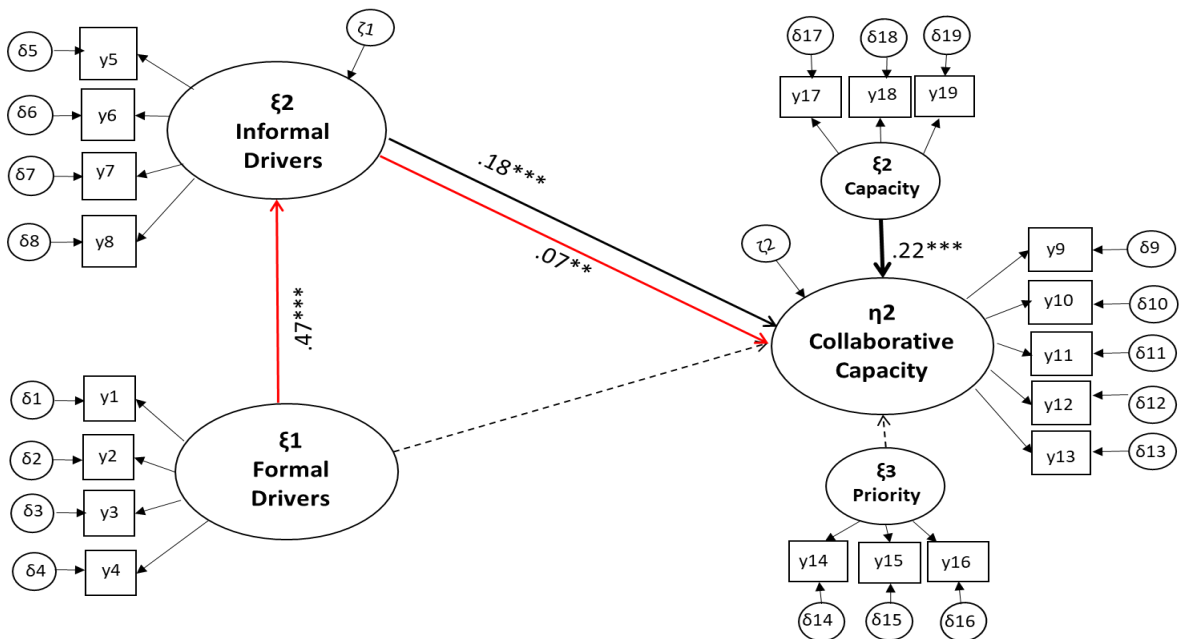 ζ1
δ5
y5
δ6
y6
δ7
y7
δ8
y8
ξ2
Informal
Drivers
.18***
.07**
.47***
δ1
y1
δ2
y2
δ3
y3
δ4
y4
ξ1
Formal
Drivers
δ17
δ18
δ19
y17
y18
y19
ξ2
Capacity
.22***
ζ2
η2
Collaborative
Capacity
y9
δ9
y10
δ10
y11
δ11
y12
δ12
y13
δ13
ξ3
Priority
y14
y15
y16
δ14
δ15
δ16